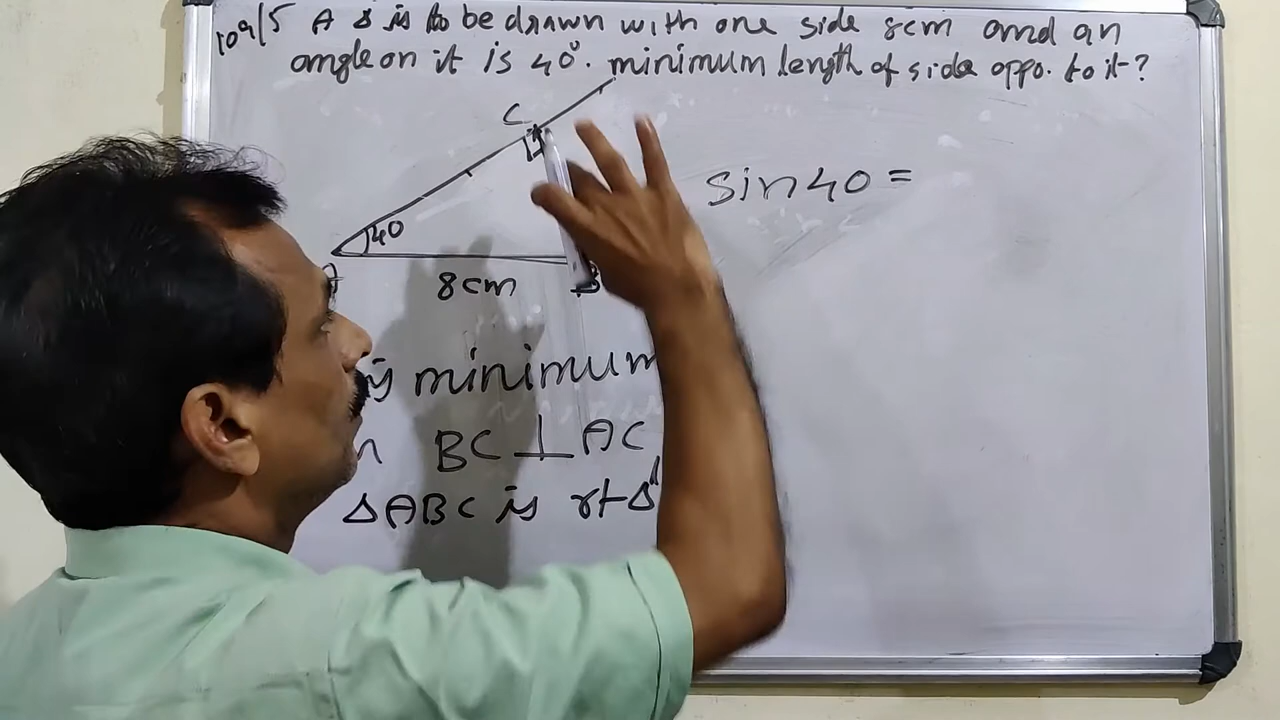 109/5 A Δ is to be drawn with one side 8cm and an
angle on it is 40°. minimum length of side oppo. to it?
C
sin40 =
40
A
8cm
B
is minimum
BC ⊥ AC
ΔABC is rt Δ